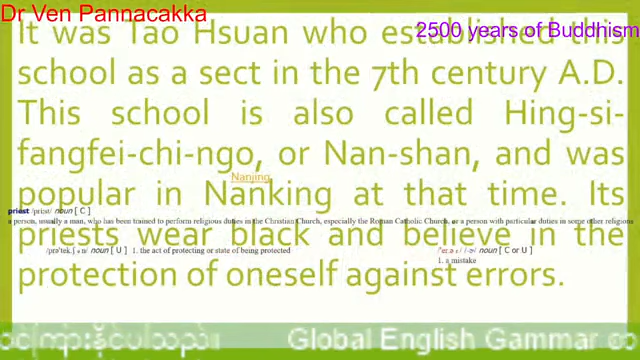 Dr Ven Pannacakka
2500 years of Buddhism
It was Tao Hsuan who established this
school as a sect in the 7th century A.D.
This school is also called Hing-si-
fangfei-chi-ngo, or Nan-shan, and was
Nanjing
popular in Nanking at that time. Its
priest /priːst/ noun [ C ]
a person, usually a man, who has been trained to perform religious duties in the Christian Church, especially the Roman Catholic Church, or a person with particular duties in some other religions
priests wear black and believe in the
/prəˈtek.ʃən/ noun [ U ] 1. the act of protecting or state of being protected
/ˈer.ə/ noun [ C or U ]
1. a mistake
protection of oneself against errors.
Global English Gammar